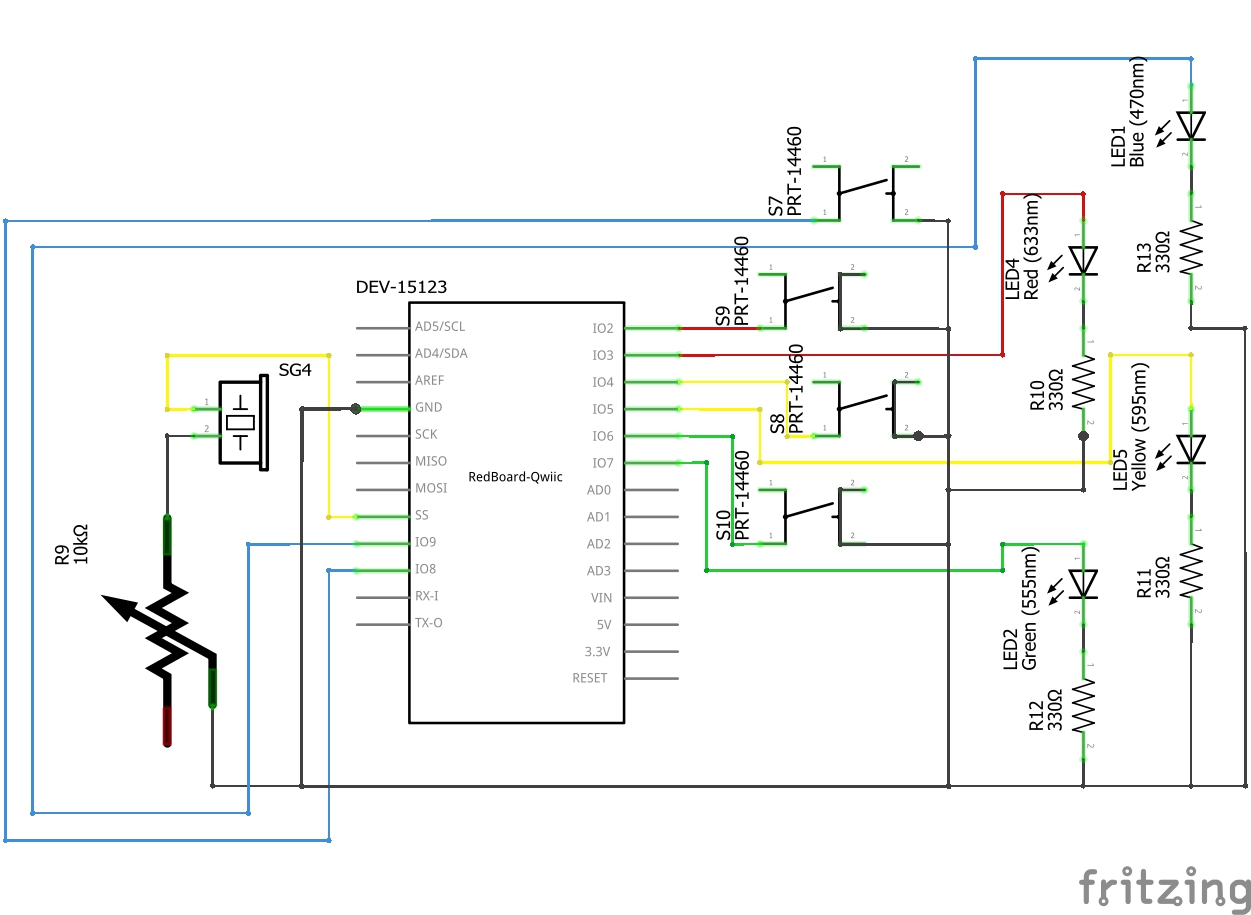 LED1
Blue (470nm)
1
2
S7
PRT-14460
1
2
1
2
1
R13
330Ω
2
LED4
Red (633nm)
1
2
S9
PRT-14460
1
2
1
2
DEV-15123
AD5/SCL
AD4/SDA
AREF
GND
SCK
MISO
MOSI
SS
IO9
IO8
RX-I
TX-O
RedBoard-Qwiic
IO2
IO3
IO4
IO5
IO6
IO7
AD0
AD1
AD2
AD3
VIN
5V
3.3V
RESET
SG4
1
2
S8
PRT-14460
1
2
1
2
1
R10
330Ω
2
LED5
Yellow (595nm)
1
2
S10
PRT-14460
1
2
1
2
R9
10kΩ
1
R11
330Ω
2
LED2
Green (555nm)
1
2
1
R12
330Ω
2
fritzing